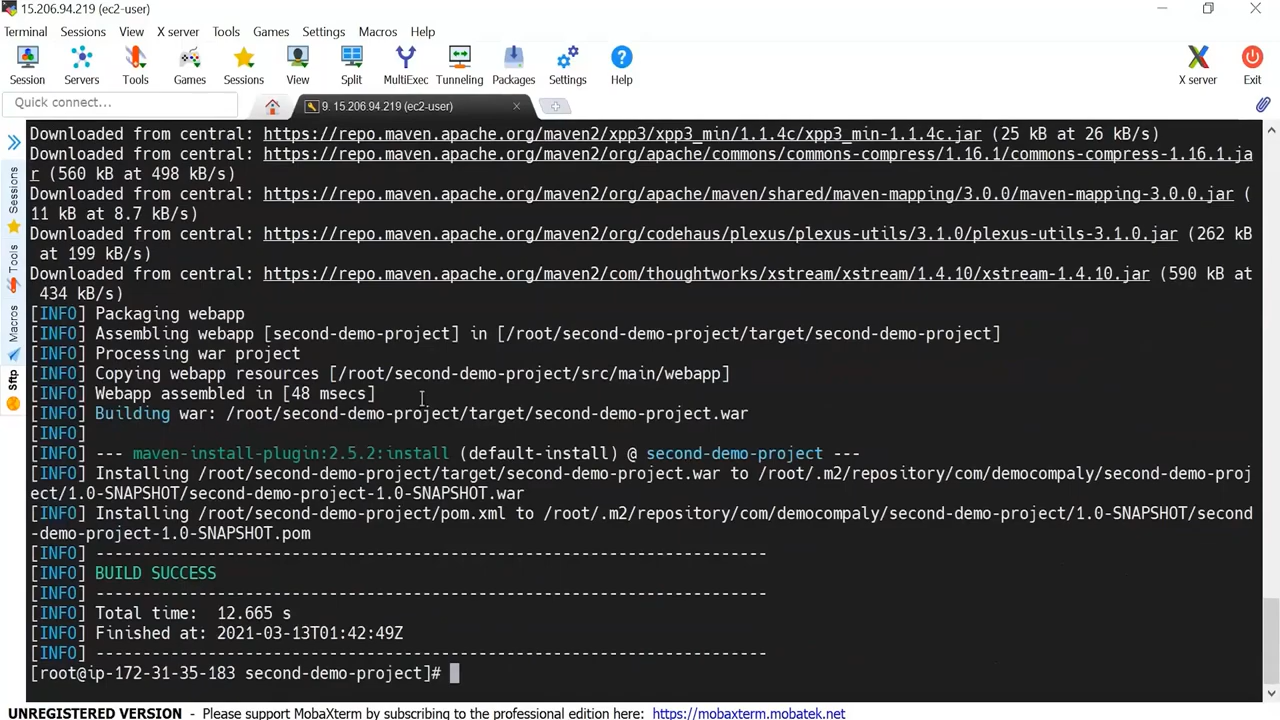 15.206.94.219 (ec2-user)
Terminal Sessions View X server Tools Games Settings Macros Help
Session Servers Tools Games Sessions View Split MultiExec Tunneling Packages Settings Help X server Exit
Quick connect...
9. 15.206.94.219 (ec2-user)
Sessions
Tools
Macros
Sftp
Downloaded from central: https://repo.maven.apache.org/maven2/xpp3/xpp3_min/1.1.4c/xpp3_min-1.1.4c.jar (25 kB at 26 kB/s)
Downloaded from central: https://repo.maven.apache.org/maven2/org/apache/commons/commons-compress/1.16.1/commons-compress-1.16.1.ja
r (560 kB at 498 kB/s)
Downloaded from central: https://repo.maven.apache.org/maven2/org/apache/maven/shared/maven-mapping/3.0.0/maven-mapping-3.0.0.jar (
11 kB at 8.7 kB/s)
Downloaded from central: https://repo.maven.apache.org/maven2/org/codehaus/plexus/plexus-utils/3.1.0/plexus-utils-3.1.0.jar (262 kB
at 199 kB/s)
Downloaded from central: https://repo.maven.apache.org/maven2/com/thoughtworks/xstream/xstream/1.4.10/xstream-1.4.10.jar (590 kB at
434 kB/s)
[INFO] Packaging webapp
[INFO] Assembling webapp [second-demo-project] in [/root/second-demo-project/target/second-demo-project]
[INFO] Processing war project
[INFO] Copying webapp resources [/root/second-demo-project/src/main/webapp]
[INFO] Webapp assembled in [48 msecs]
[INFO] Building war: /root/second-demo-project/target/second-demo-project.war
[INFO]
[INFO] --- maven-install-plugin:2.5.2:install (default-install) @ second-demo-project ---
[INFO] Installing /root/second-demo-project/target/second-demo-project.war to /root/.m2/repository/com/democompaly/second-demo-proj
ect/1.0-SNAPSHOT/second-demo-project-1.0-SNAPSHOT.war
[INFO] Installing /root/second-demo-project/pom.xml to /root/.m2/repository/com/democompaly/second-demo-project/1.0-SNAPSHOT/second
-demo-project-1.0-SNAPSHOT.pom
[INFO] ------------------------------------------------------------------------
[INFO] BUILD SUCCESS
[INFO] ------------------------------------------------------------------------
[INFO] Total time:  12.665 s
[INFO] Finished at: 2021-03-13T01:42:49Z
[INFO] ------------------------------------------------------------------------
[root@ip-172-31-35-183 second-demo-project]#
UNREGISTERED VERSION - Please support MobaXterm by subscribing to the professional edition here: https://mobaxterm.mobatek.net